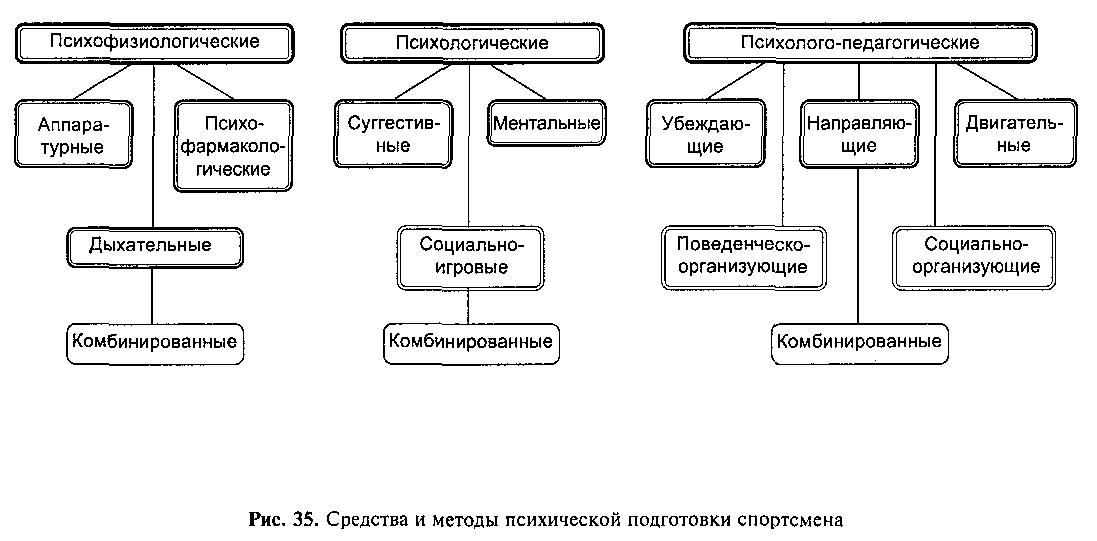 Психофизиологические
Аппара-
турные
Психо-
фармаколо-
гические
Дыхательные
Комбинированные
Психологические
Суггестив-
ные
Ментальные
Социально-
игровые
Комбинированные
Психолого-педагогические
Убеждаю-
щие
Направляю-
щие
Двигатель-
ные
Поведенческо-
организующие
Социально-
организующие
Комбинированные
Рис. 35. Средства и методы психической подготовки спортсмена